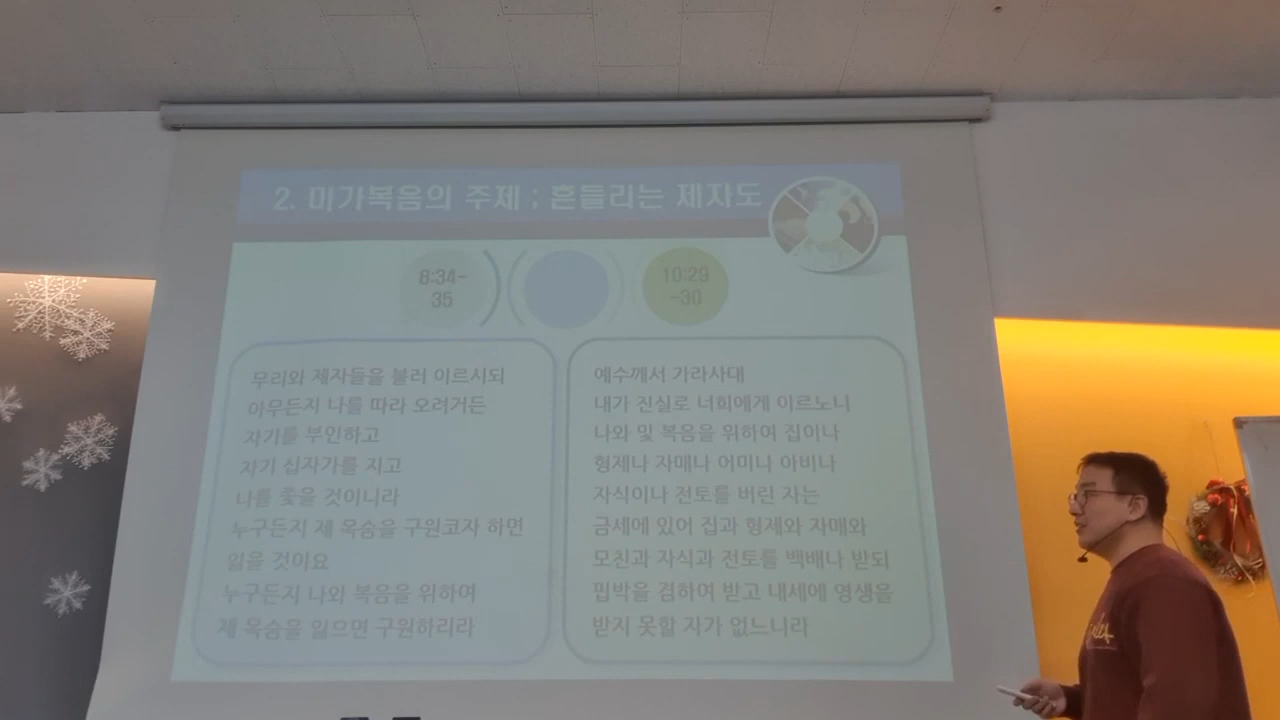 2. 마가복음의 주제 ; 흔들리는 제자도
8:34-
35
10:29
-30
무리와 제자들을 불러 이르시되
아무든지 나를 따라 오려거든
자기를 부인하고
자기 십자가를 지고
나를 좇을 것이니라
누구든지 제 목숨을 구원코자 하면
잃을 것이요
누구든지 나와 복음을 위하여
제 목숨을 잃으면 구원하리라
예수께서 가라사대
내가 진실로 너희에게 이르노니
나와 및 복음을 위하여 집이나
형제나 자매나 어미나 아비나
자식이나 전토를 버린 자는
금세에 있어 집과 형제와 자매와
모친과 자식과 전토를 백배나 받되
핍박을 겸하여 받고 내세에 영생을
받지 못할 자가 없느니라